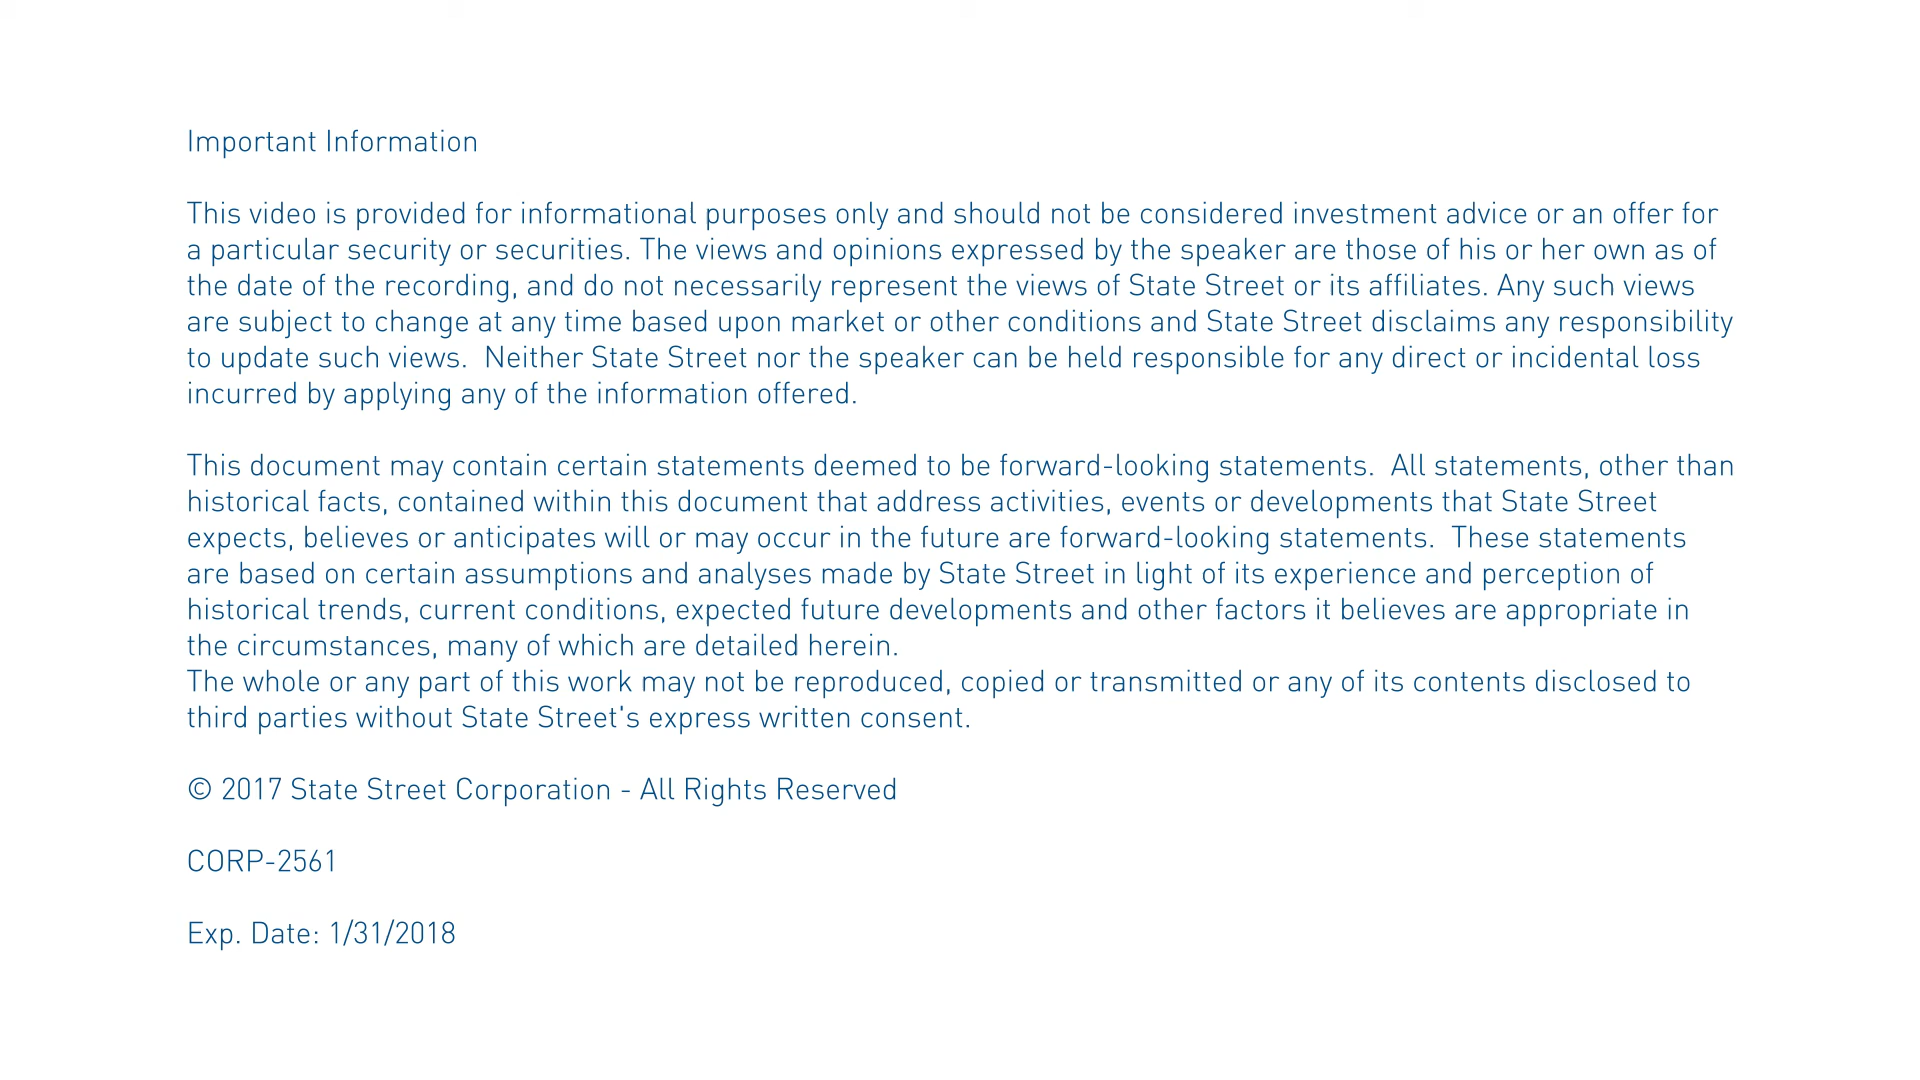 Important Information
This video is provided for informational purposes only and should not be considered investment advice or an offer for
a particular security or securities. The views and opinions expressed by the speaker are those of his or her own as of
the date of the recording, and do not necessarily represent the views of State Street or its affiliates. Any such views
are subject to change at any time based upon market or other conditions and State Street disclaims any responsibility
to update such views.  Neither State Street nor the speaker can be held responsible for any direct or incidental loss
incurred by applying any of the information offered.
This document may contain certain statements deemed to be forward-looking statements.  All statements, other than
historical facts, contained within this document that address activities, events or developments that State Street
expects, believes or anticipates will or may occur in the future are forward-looking statements.  These statements
are based on certain assumptions and analyses made by State Street in light of its experience and perception of
historical trends, current conditions, expected future developments and other factors it believes are appropriate in
the circumstances, many of which are detailed herein.
The whole or any part of this work may not be reproduced, copied or transmitted or any of its contents disclosed to
third parties without State Street's express written consent.
© 2017 State Street Corporation - All Rights Reserved
CORP-2561
Exp. Date: 1/31/2018